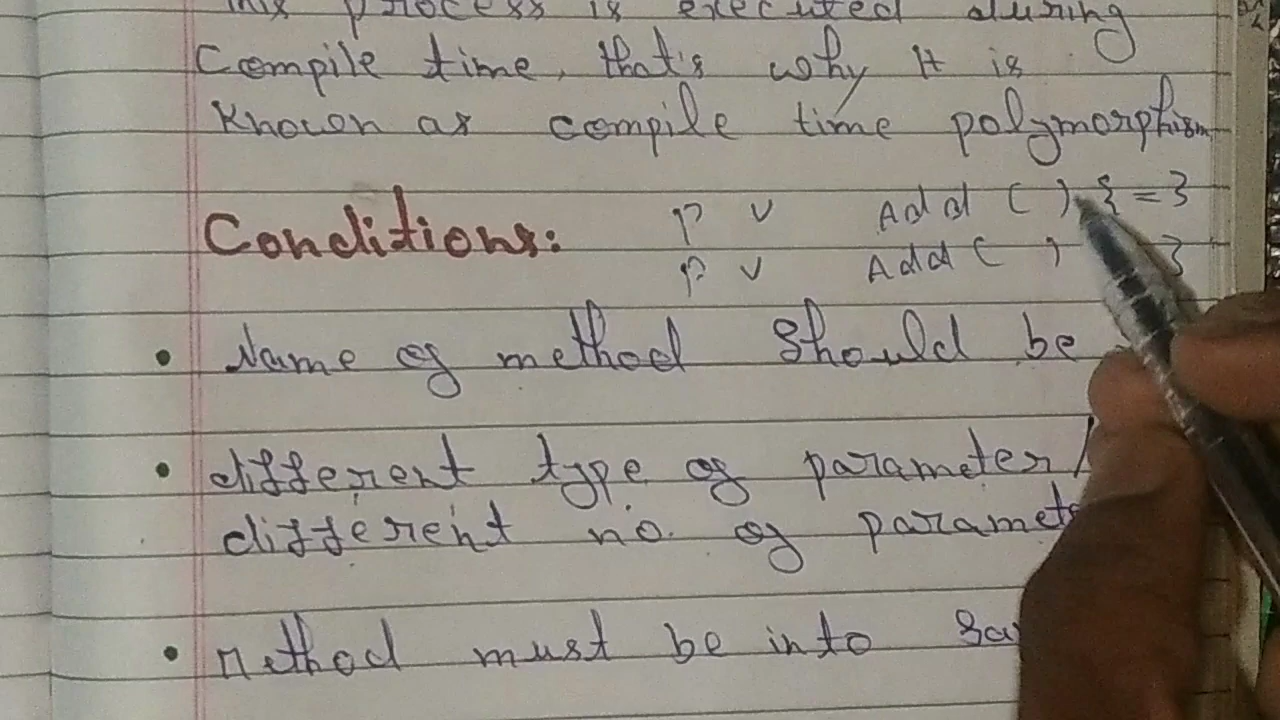 This process is executed during
Compile time, that's why It is
Known as compile time polymorphism
Conditions: P V Add ( ) { = }
P V Add ( ) }
• Name of method should be
• different type of parameter/
different no. of
• Method must be into